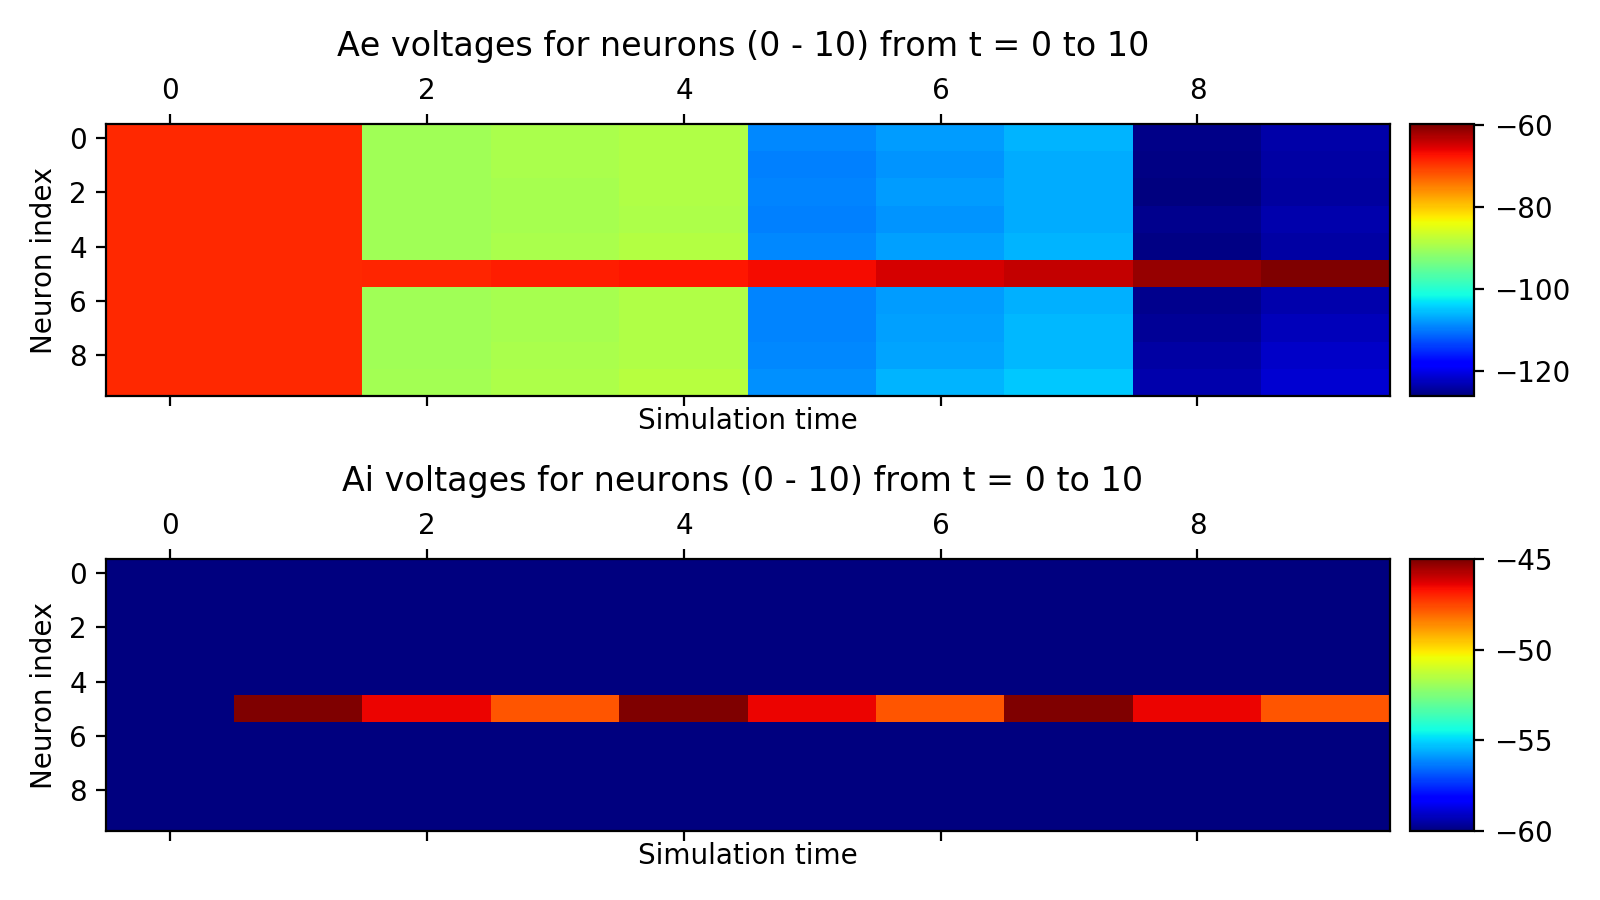 Ae voltages for neurons (0 - 10) from t = 0 to 10
0 2 4 6 8
Neuron index
0
2
4
6
8
−60
−80
−100
−120
Simulation time
Ai voltages for neurons (0 - 10) from t = 0 to 10
0 2 4 6 8
Neuron index
0
2
4
6
8
−45
−50
−55
−60
Simulation time